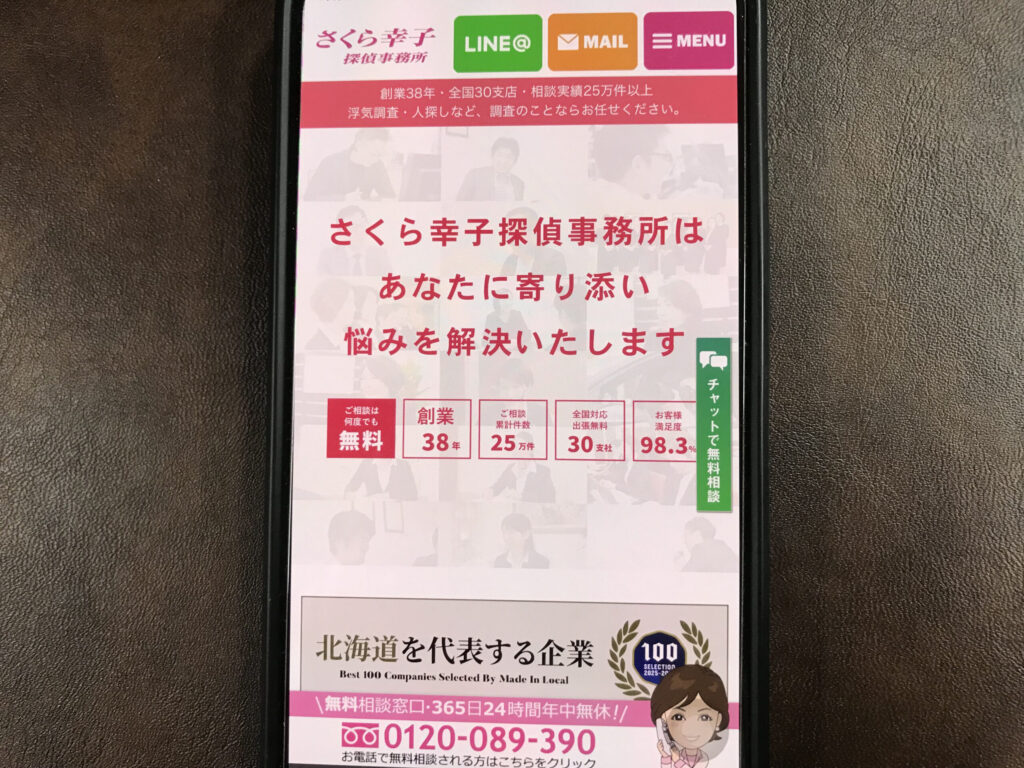 さくら幸子
探偵事務所
LINE@
MAIL
MENU
創業38年・全国30支店・相談実績25万件以上
浮気調査・人探しなど、調査のことならお任せください。
さくら幸子探偵事務所は
あなたに寄り添い
悩みを解決いたします
ご相談は
何度でも
無料
創業
38年
ご相談
累計件数
25万件
全国対応
出張無料
30支社
お客様
満足度
98.3%
チャットで無料相談
北海道を代表する企業
Best 100 Companies Selected By Made In Local
100
SELECTION
\無料相談窓口・365日24時間年中無休!/
0120-089-390
お電話で無料相談される方はこちらをクリック